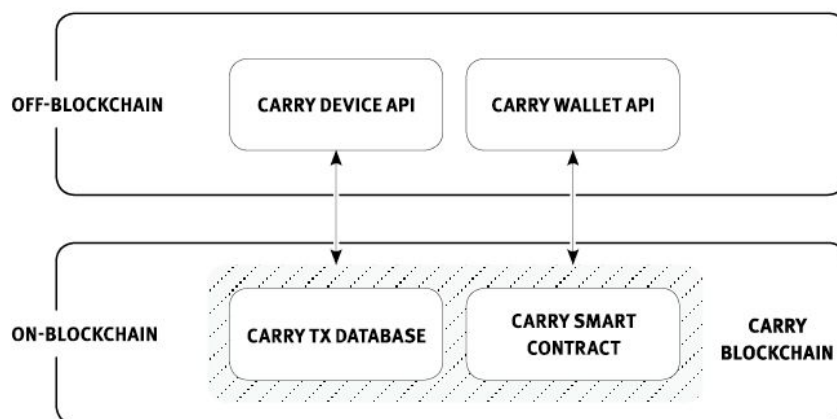 OFF-BLOCKCHAIN
CARRY DEVICE API
CARRY WALLET API
ON-BLOCKCHAIN
CARRY TX DATABASE
CARRY SMART
CONTRACT
CARRY
BLOCKCHAIN